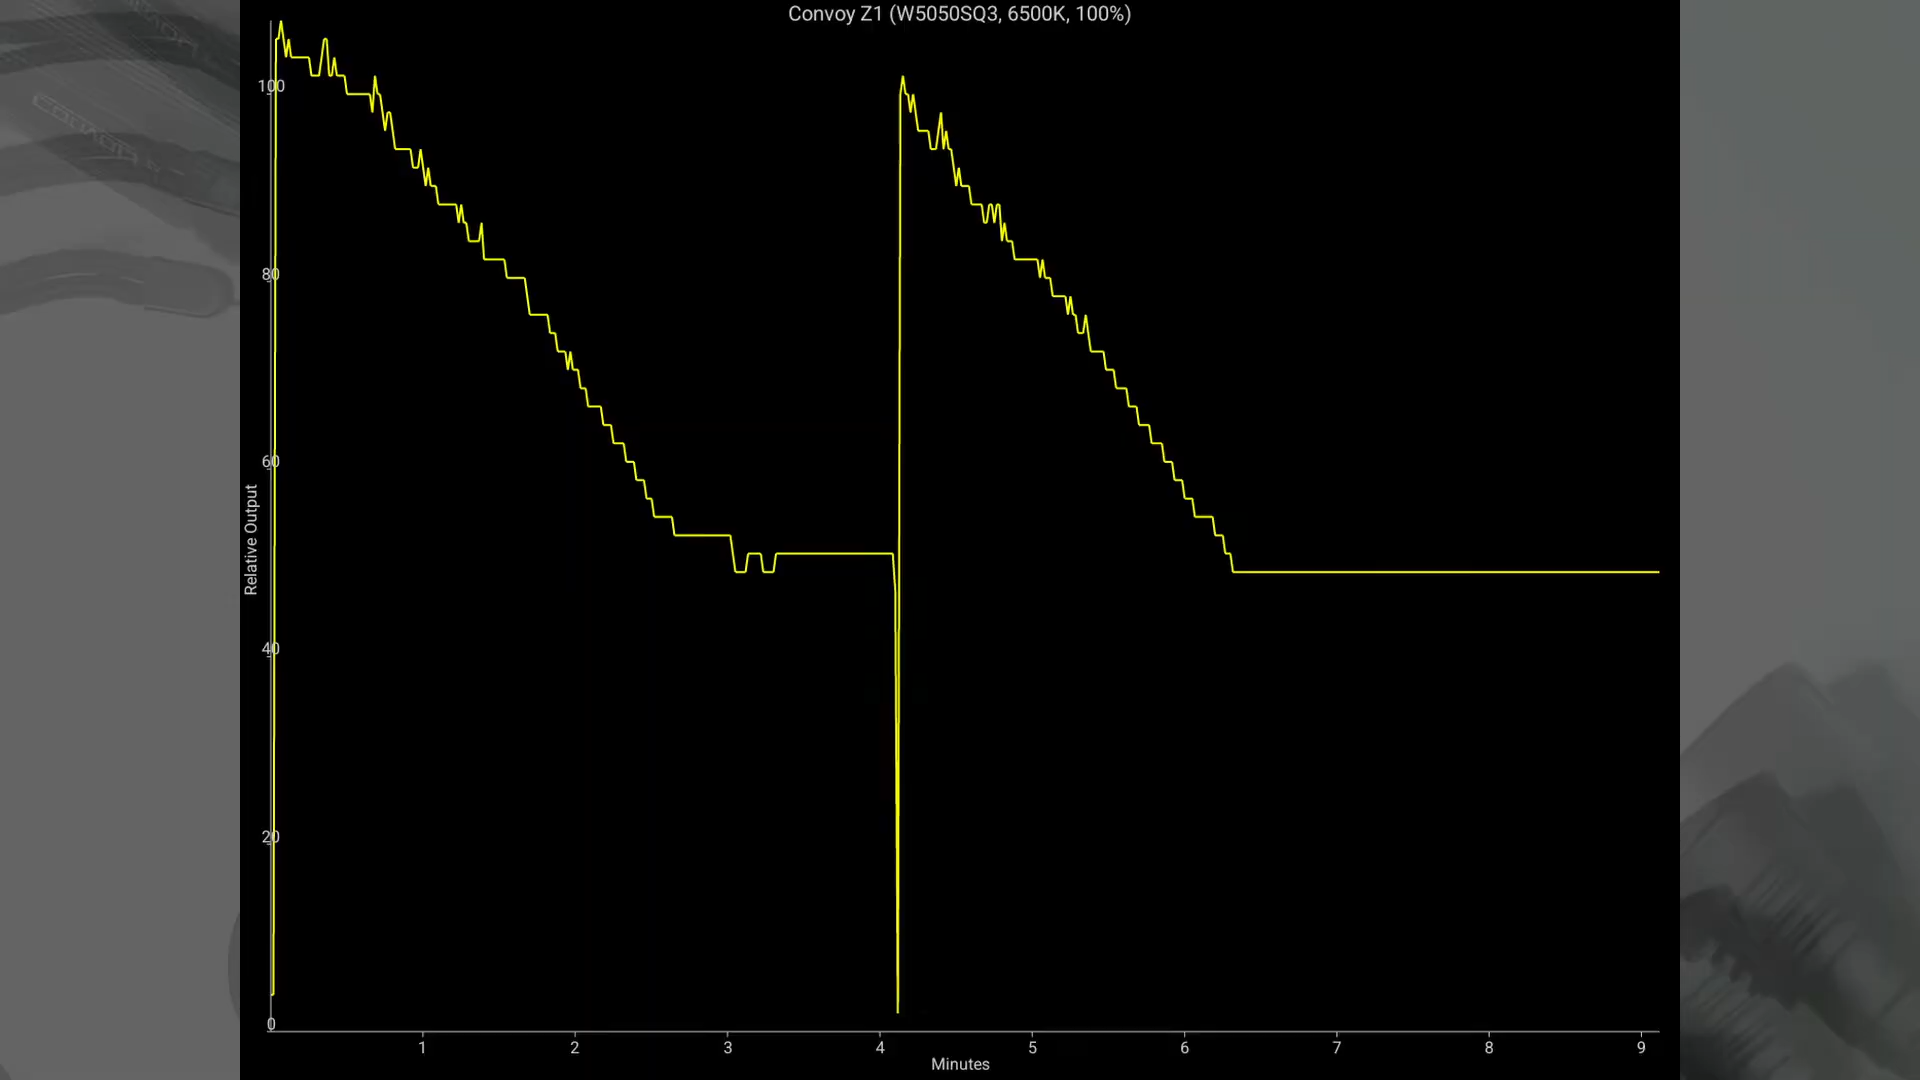 Convoy Z1 (W5050SQ3, 6500K, 100%)
100
80
60
40
20
0
Relative Output
1 2 3 4 5 6 7 8 9
Minutes
CONVOY